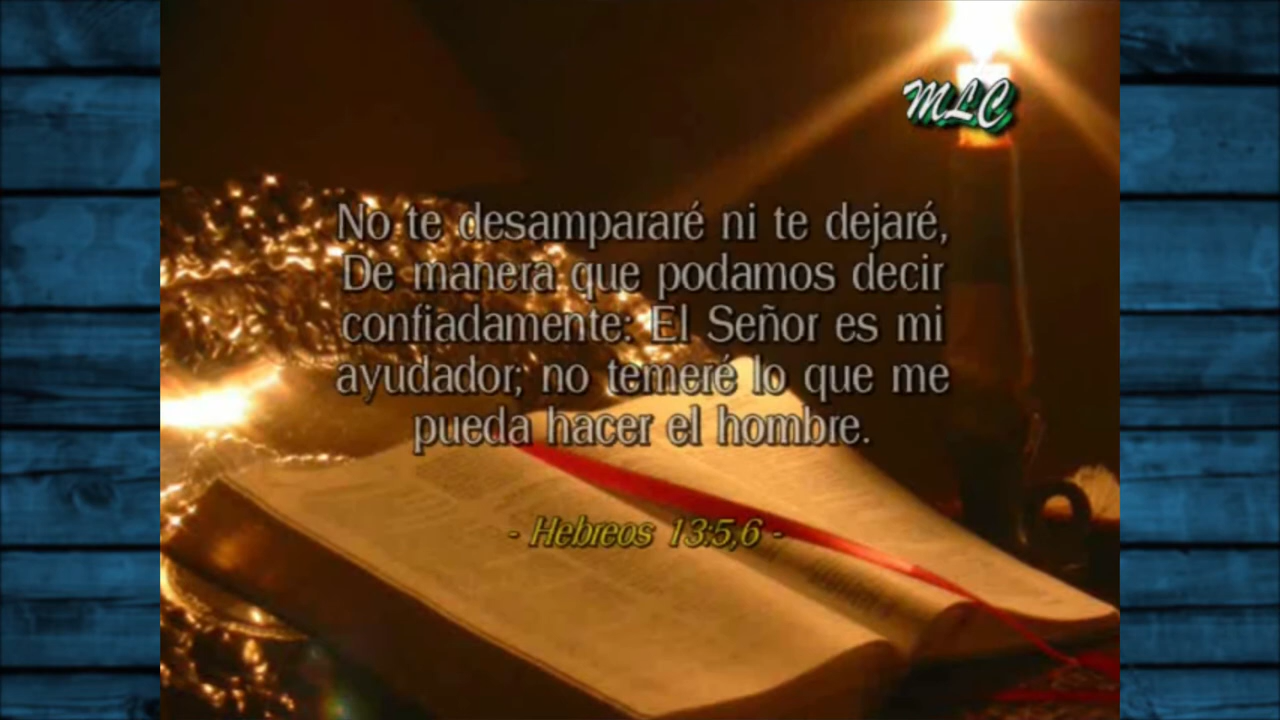 MLC
No te desampararé ni te dejaré,
De manera que podamos decir
confiadamente: El Señor es mi
ayudador; no temeré lo que me
pueda hacer el hombre.
- Hebreos 13:5,6 -